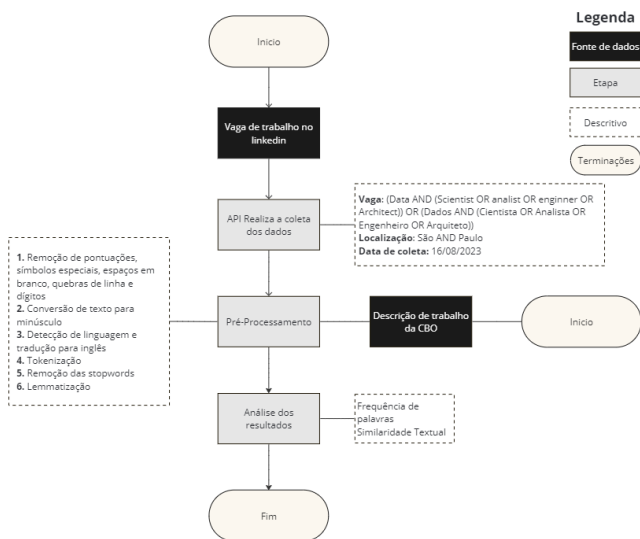 Legenda
Fonte de dados
Etapa
Descritivo
Terminações
Inicio
Vaga de trabalho no
linkedin
API Realiza a coleta
dos dados
Vaga: (Data AND (Scientist OR analist OR enginner OR
Architect)) OR (Dados AND (Cientista OR Analista OR
Engenheiro OR Arquiteto))
Localização: São AND Paulo
Data de coleta: 16/08/2023
1. Remoção de pontuações,
símbolos especiais, espaços em
branco, quebras de linha e
dígitos
2. Conversão de texto para
minúsculo
3. Detecção de linguagem e
tradução para inglês
4. Tokenização
5. Remoção das stopwords
6. Lemmatização
Pré-Processamento
Descrição de trabalho
da CBO
Inicio
Análise dos
resultados
Frequência de
palavras
Similaridade Textual
Fim